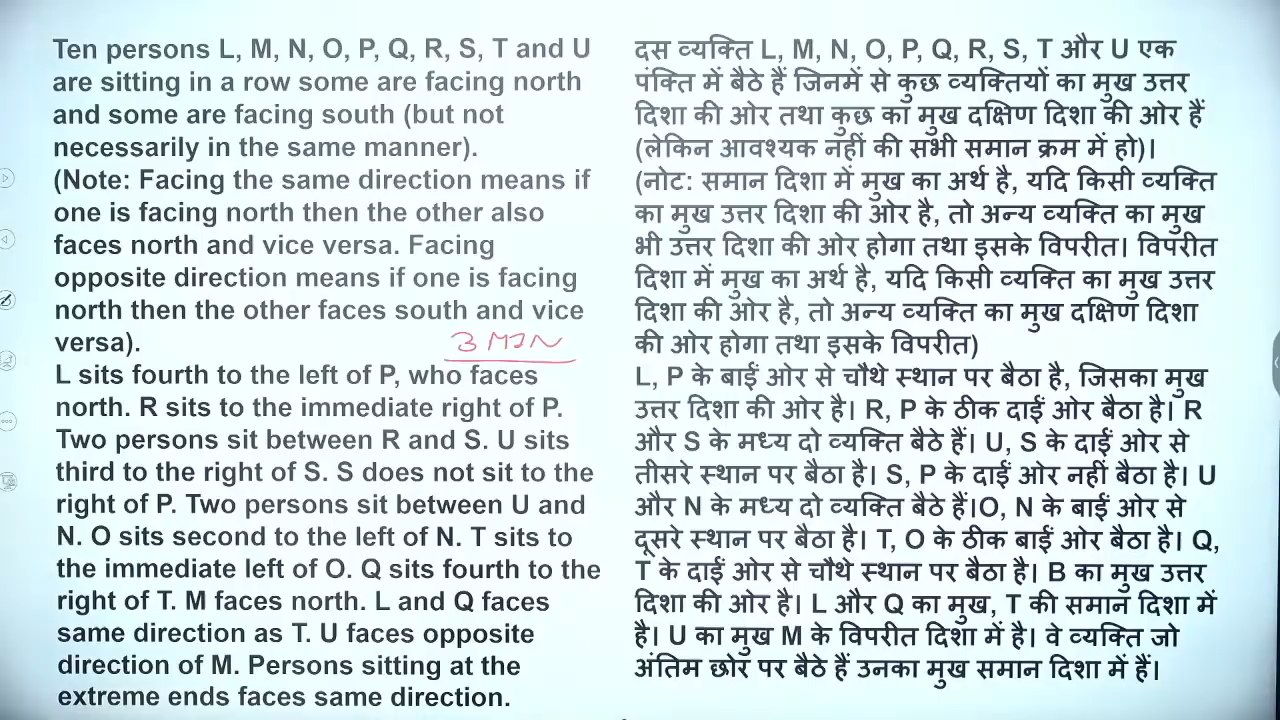 Ten persons L, M, N, O, P, Q, R, S, T and U
are sitting in a row some are facing north
and some are facing south (but not
necessarily in the same manner).
(Note: Facing the same direction means if
one is facing north then the other also
faces north and vice versa. Facing
opposite direction means if one is facing
north then the other faces south and vice
versa).
3 MIN
L sits fourth to the left of P, who faces
north. R sits to the immediate right of P.
Two persons sit between R and S. U sits
third to the right of S. S does not sit to the
right of P. Two persons sit between U and
N. O sits second to the left of N. T sits to
the immediate left of O. Q sits fourth to the
right of T. M faces north. L and Q faces
same direction as T. U faces opposite
direction of M. Persons sitting at the
extreme ends faces same direction.
दस व्यक्ति L, M, N, O, P, Q, R, S, T और U एक
पंक्ति में बैठे हैं जिनमें से कुछ व्यक्तियों का मुख उत्तर
दिशा की ओर तथा कुछ का मुख दक्षिण दिशा की ओर हैं
(लेकिन आवश्यक नहीं की सभी समान क्रम में हो)।
(नोट: समान दिशा में मुख का अर्थ है, यदि किसी व्यक्ति
का मुख उत्तर दिशा की ओर है, तो अन्य व्यक्ति का मुख
भी उत्तर दिशा की ओर होगा तथा इसके विपरीत। विपरीत
दिशा में मुख का अर्थ है, यदि किसी व्यक्ति का मुख उत्तर
दिशा की ओर है, तो अन्य व्यक्ति का मुख दक्षिण दिशा
की ओर होगा तथा इसके विपरीत)
L, P के बाईं ओर से चौथे स्थान पर बैठा है, जिसका मुख
उत्तर दिशा की ओर है। R, P के ठीक दाईं ओर बैठा है। R
और S के मध्य दो व्यक्ति बैठे हैं। U, S के दाईं ओर से
तीसरे स्थान पर बैठा है। S, P के दाईं ओर नहीं बैठा है। U
और N के मध्य दो व्यक्ति बैठे हैं।O, N के बाईं ओर से
दूसरे स्थान पर बैठा है। T, O के ठीक बाईं ओर बैठा है। Q,
T के दाईं ओर से चौथे स्थान पर बैठा है। B का मुख उत्तर
दिशा की ओर है। L और Q का मुख, T की समान दिशा में
है। U का मुख M के विपरीत दिशा में है। वे व्यक्ति जो
अंतिम छोर पर बैठे हैं उनका मुख समान दिशा में हैं।